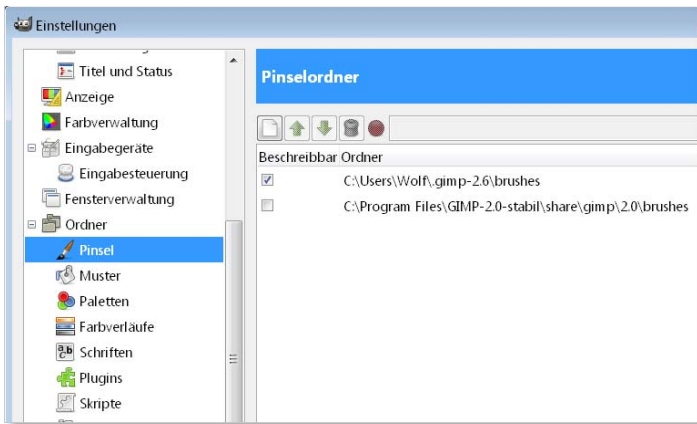 Einstellungen
Titel und Status
Anzeige
Farbverwaltung
Eingabegeräte
Eingabesteuerung
Fensterverwaltung
Ordner
Pinsel
Muster
Paletten
Farbverläufe
Schriften
Plugins
Skripte
Pinselordner
Beschreibbar Ordner
C:\Users\Wolf\.gimp-2.6\brushes
C:\Program Files\GIMP-2.0-stabil\share\gimp\2.0\brushes